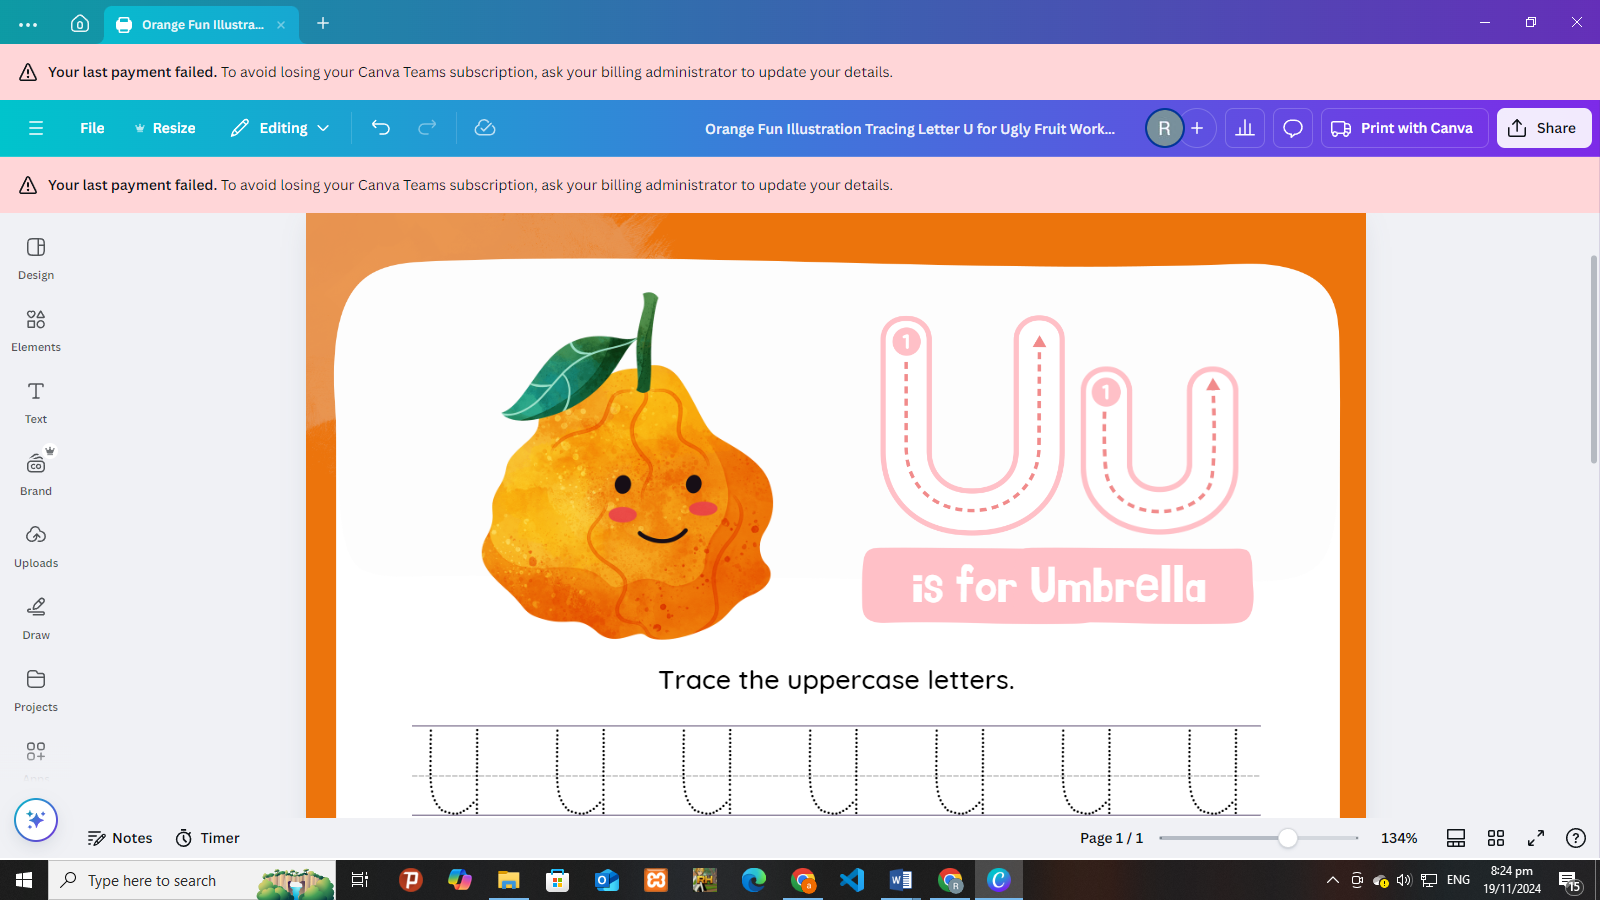 Orange Fun Illustra...
Your last payment failed. To avoid losing your Canva Teams subscription, ask your billing administrator to update your details.
File
Resize
Editing
Orange Fun Illustration Tracing Letter U for Ugly Fruit Work...
R
Print with Canva
Share
Your last payment failed. To avoid losing your Canva Teams subscription, ask your billing administrator to update your details.
Design
Elements
Text
Brand
Uploads
Draw
Projects
Apps
U u
1
1
is for Umbrella
Trace the uppercase letters.
U U U U U U U
Notes
Timer
Page 1 / 1
134%
Type here to search
ENG
8:24 pm
19/11/2024
15